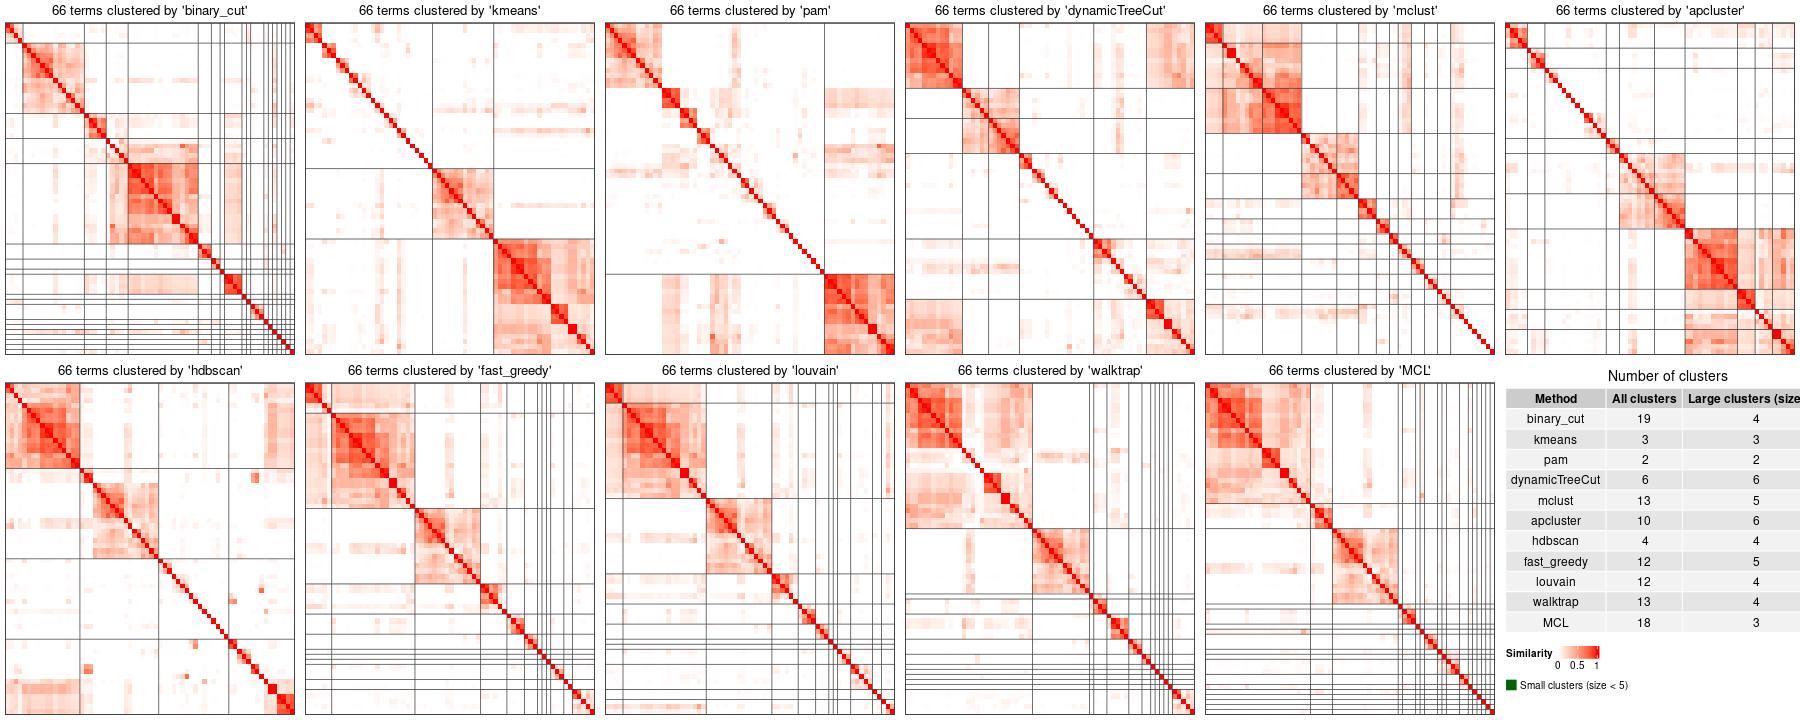 66 terms clustered by 'binary_cut'
66 terms clustered by 'kmeans'
66 terms clustered by 'pam'
66 terms clustered by 'dynamicTreeCut'
66 terms clustered by 'mclust'
66 terms clustered by 'apcluster'
66 terms clustered by 'hdbscan'
66 terms clustered by 'fast_greedy'
66 terms clustered by 'louvain'
66 terms clustered by 'walktrap'
66 terms clustered by 'MCL'
Number of clusters
Method All clusters Large clusters (size
binary_cut 19 4
kmeans 3 3
pam 2 2
dynamicTreeCut 6 6
mclust 13 5
apcluster 10 6
hdbscan 4 4
fast_greedy 12 5
louvain 12 4
walktrap 13 4
MCL 18 3
Similarity
0 0.5 1
Small clusters (size < 5)